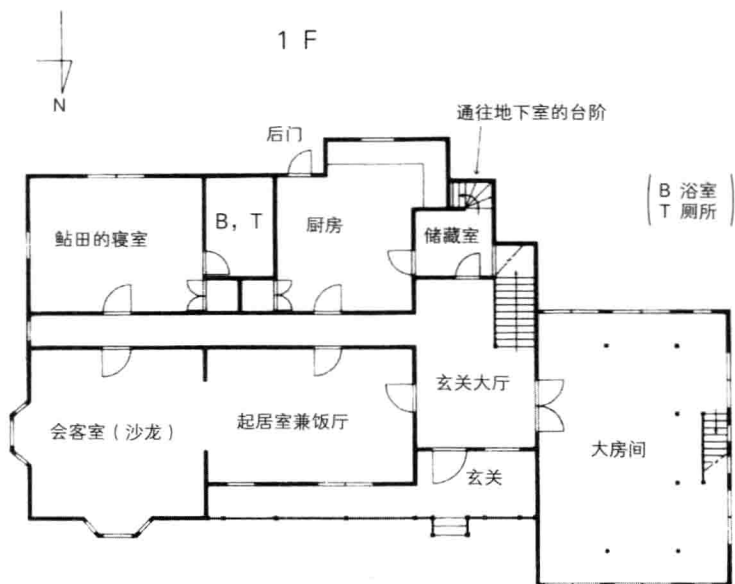 1 F
N
通往地下室的台阶
后门
B 浴室
T 厕所
鲇田的寝室
B，T
厨房
储藏室
玄关大厅
会客室（沙龙）
起居室兼饭厅
大房间
玄关